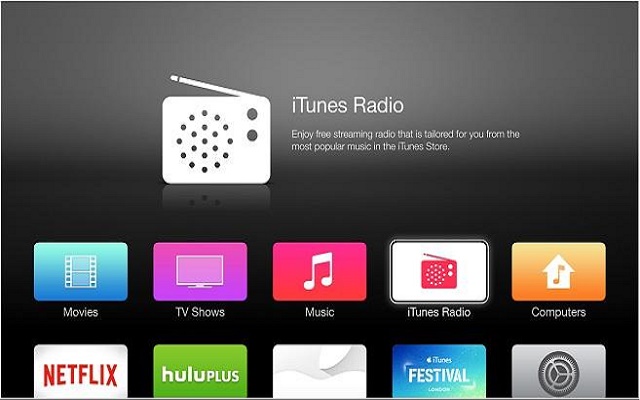 iTunes Radio
Enjoy free streaming radio that is tailored for you from the
most popular music in the iTunes Store.
Movies
TV Shows
Music
iTunes Radio
Computers
NETFLIX
huluPLUS
iTunes
FESTIVAL
LONDON